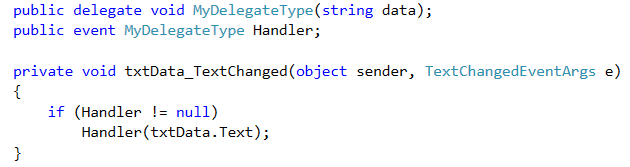 public delegate void MyDelegateType(string data);
public event MyDelegateType Handler;
private void txtData_TextChanged(object sender, TextChangedEventArgs e)
{
if (Handler != null)
Handler(txtData.Text);
}